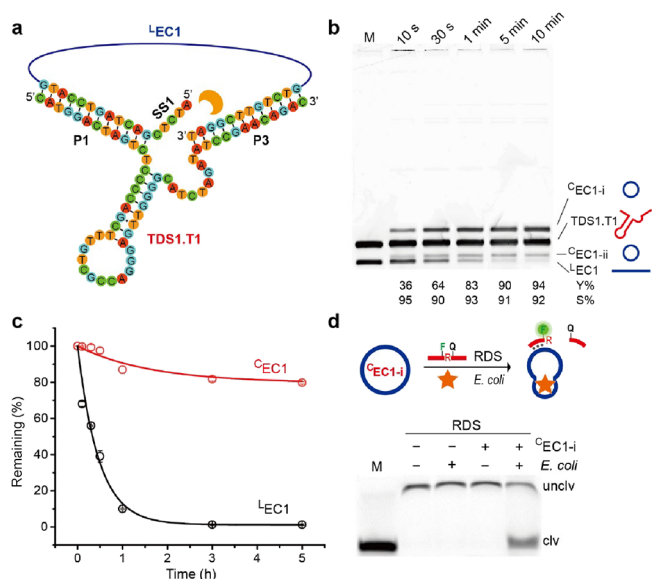 a
ᴸEC1
5'
SS1
3'
3'
P1
P3
TDS1.T1
b
M 10 s 30 s 1 min 5 min 10 min
ᶜEC1-i
TDS1.T1
ᶜEC1-ii
ᴸEC1
36 64 83 90 94 Y%
95 90 93 91 92 S%
c
Remaining (%)
100
80
60
40
20
0
ᶜEC1
ᴸEC1
0 1 2 3 4 5
Time (h)
d
F Q
R
RDS
ᶜEC1-i
E. coli
F
R
Q
RDS
− − + + ᶜEC1-i
M − + − + E. coli
unclv
clv